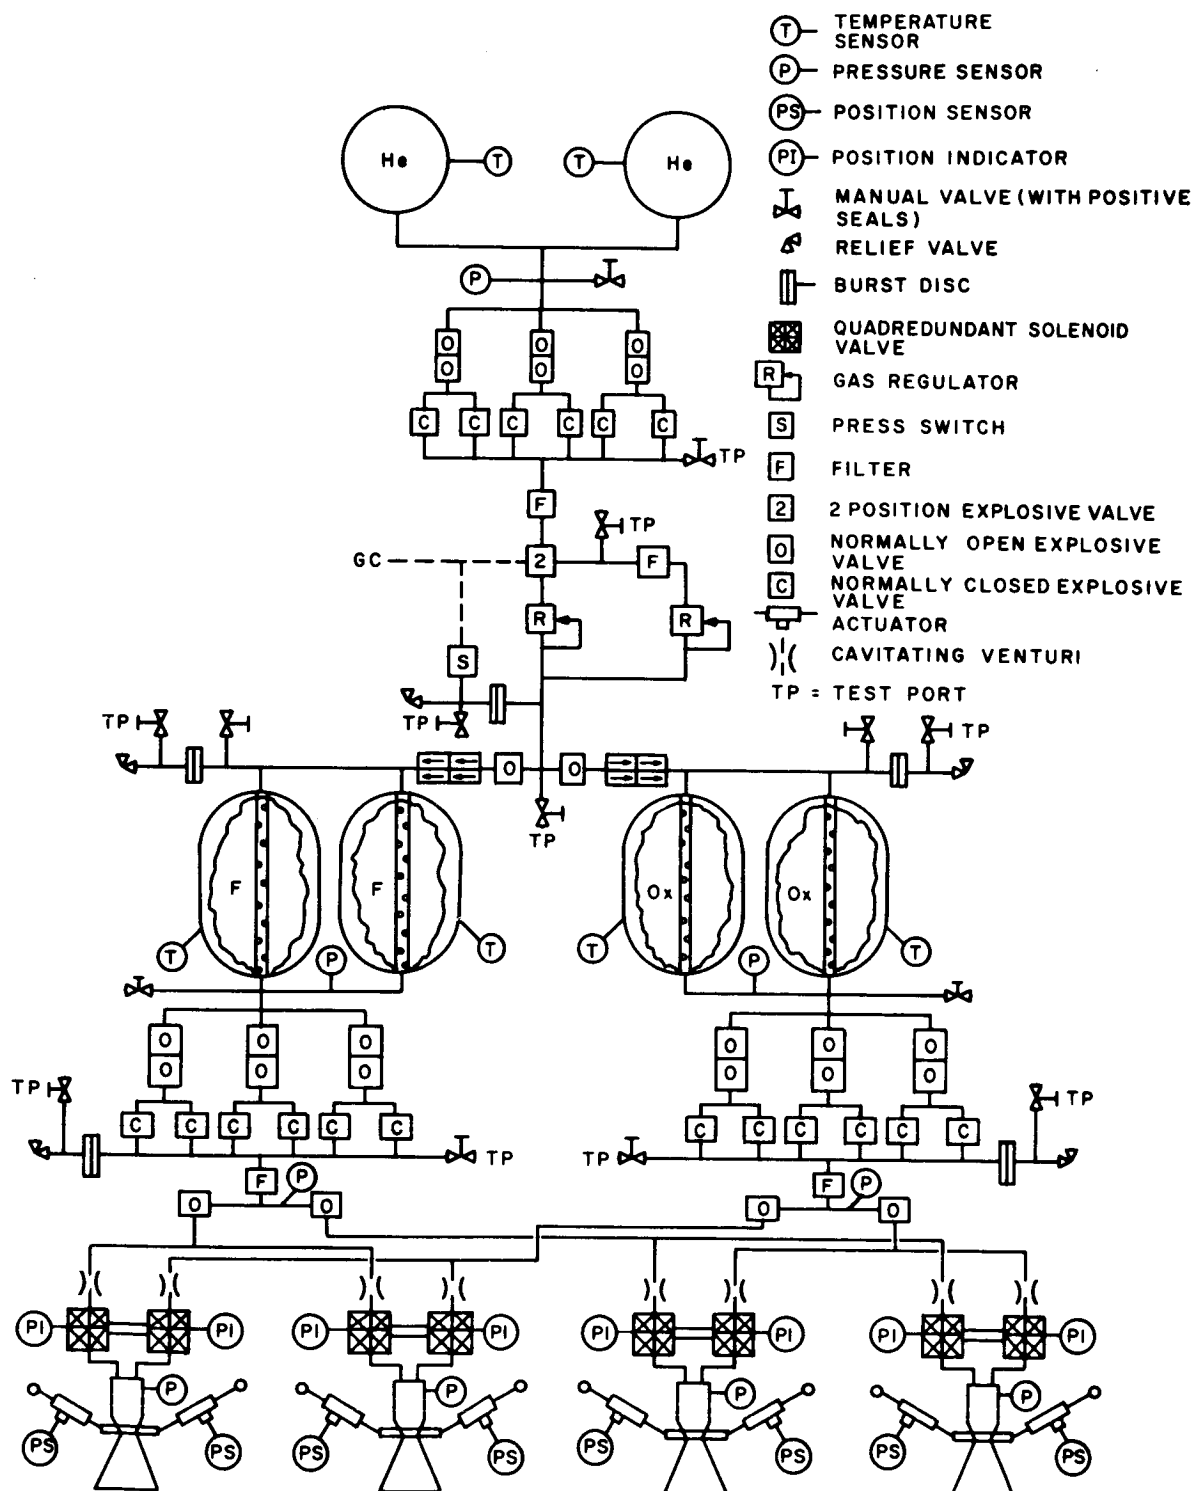 T
TEMPERATURE
SENSOR
P
PRESSURE SENSOR
PS
POSITION SENSOR
PI
POSITION INDICATOR
MANUAL VALVE (WITH POSITIVE
SEALS)
RELIEF VALVE
BURST DISC
QUADREDUNDANT SOLENOID
VALVE
R
GAS REGULATOR
S
PRESS SWITCH
F
FILTER
2
2 POSITION EXPLOSIVE VALVE
O
NORMALLY OPEN EXPLOSIVE
VALVE
C
NORMALLY CLOSED EXPLOSIVE
VALVE
ACTUATOR
CAVITATING VENTURI
TP = TEST PORT
He T T He
P
O O O
O O O
C C C C C C
TP
F
TP
GC 2 F
R R
S
TP
TP TP
O O
TP
F F Ox Ox
T T T T
P P
O O O O O O
O O O O O O
TP TP
C C C C C C C C C C C C
TP TP
F P F P
O O O O
PI PI PI PI PI PI PI PI
P P P P
PS PS PS PS PS PS PS PS